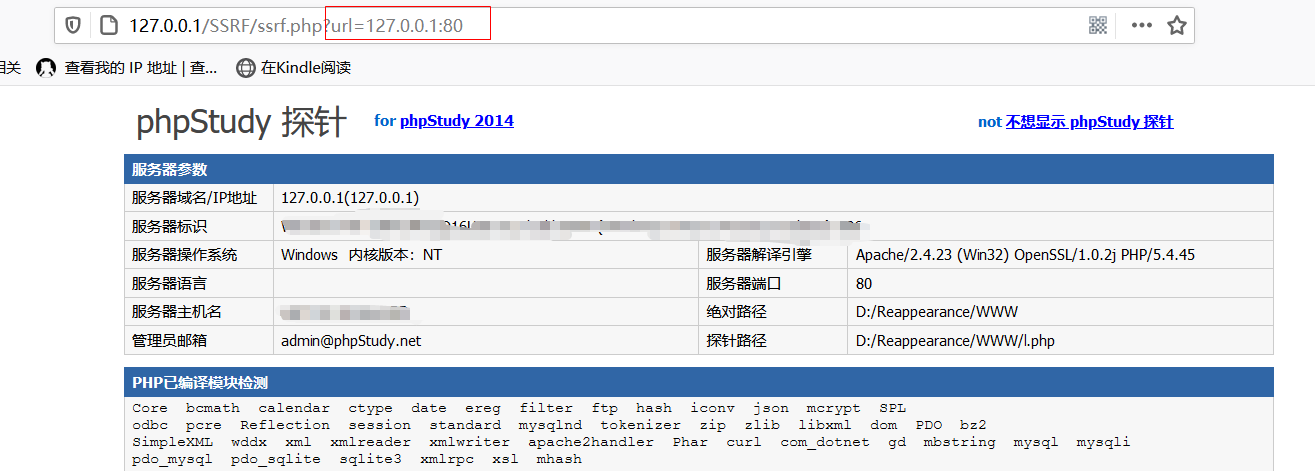 127.0.0.1/SSRF/ssrf.php?url=127.0.0.1:80
相关 查看我的 IP 地址 | 查... 在Kindle阅读
phpStudy 探针 for phpStudy 2014 not 不想显示 phpStudy 探针
服务器参数
服务器域名/IP地址 127.0.0.1(127.0.0.1)
服务器标识
服务器操作系统 Windows 内核版本：NT 服务器解译引擎 Apache/2.4.23 (Win32) OpenSSL/1.0.2j PHP/5.4.45
服务器语言 服务器端口 80
服务器主机名 绝对路径 D:/Reappearance/WWW
管理员邮箱 admin@phpStudy.net 探针路径 D:/Reappearance/WWW/l.php
PHP已编译模块检测
Core bcmath calendar ctype date ereg filter ftp hash iconv json mcrypt SPL
odbc pcre Reflection session standard mysqlnd tokenizer zip zlib libxml dom PDO bz2
SimpleXML wddx xml xmlreader xmlwriter apache2handler Phar curl com_dotnet gd mbstring mysql mysqli
pdo_mysql pdo_sqlite sqlite3 xmlrpc xsl mhash